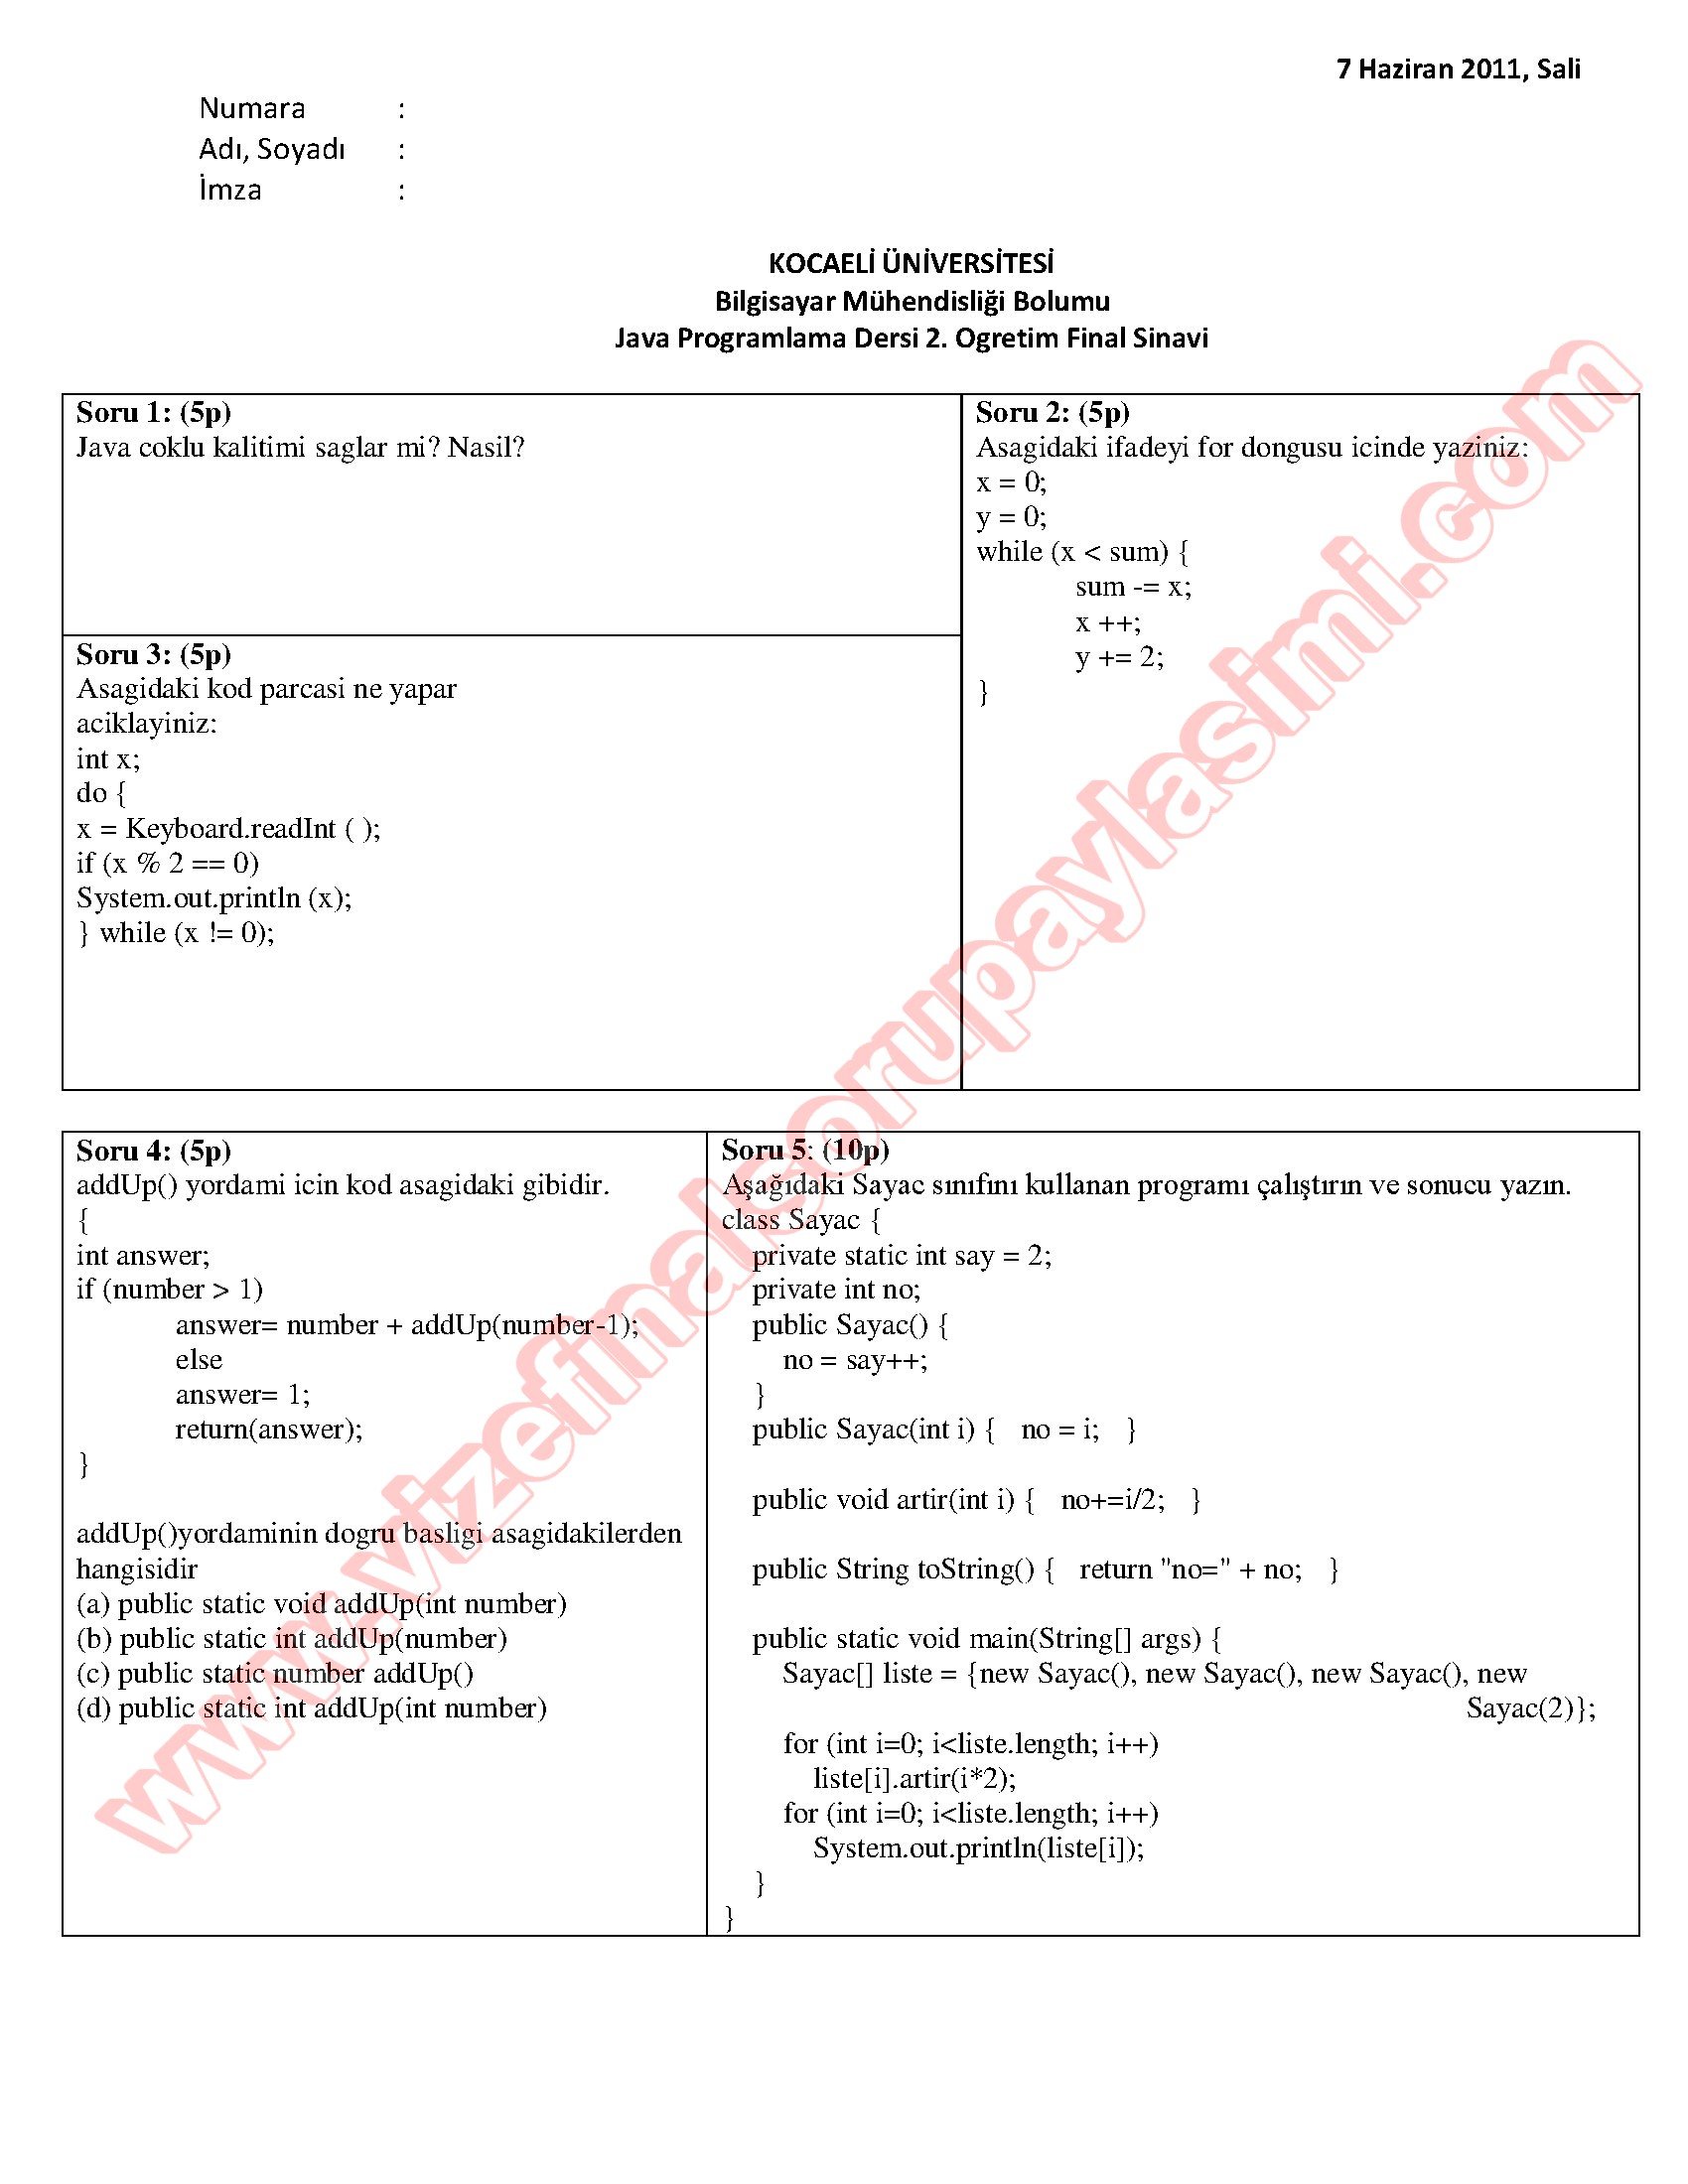 7 Haziran 2011, Sali
Numara :
Adı, Soyadı :
İmza :
KOCAELİ ÜNİVERSİTESİ
Bilgisayar Mühendisliği Bolumu
Java Programlama Dersi 2. Ogretim Final Sinavi
Soru 1: (5p)
Java coklu kalitimi saglar mi? Nasil?
Soru 2: (5p)
Asagidaki ifadeyi for dongusu icinde yaziniz:
x = 0;
y = 0;
while (x < sum) {
sum -= x;
x ++;
y += 2;
}
Soru 3: (5p)
Asagidaki kod parcasi ne yapar
aciklayiniz:
int x;
do {
x = Keyboard.readInt ( );
if (x % 2 == 0)
System.out.println (x);
} while (x != 0);
Soru 4: (5p)
addUp() yordami icin kod asagidaki gibidir.
{
int answer;
if (number > 1)
answer= number + addUp(number-1);
else
answer= 1;
return(answer);
}
addUp()yordaminin dogru basligi asagidakilerden
hangisidir
(a) public static void addUp(int number)
(b) public static int addUp(number)
(c) public static number addUp()
(d) public static int addUp(int number)
Soru 5: (10p)
Aşağıdaki Sayac sınıfını kullanan programı çalıştırın ve sonucu yazın.
class Sayac {
private static int say = 2;
private int no;
public Sayac() {
no = say++;
}
public Sayac(int i) { no = i; }
public void artir(int i) { no+=i/2; }
public String toString() { return "no=" + no; }
public static void main(String[] args) {
Sayac[] liste = {new Sayac(), new Sayac(), new Sayac(), new
Sayac(2)};
for (int i=0; i<liste.length; i++)
liste[i].artir(i*2);
for (int i=0; i<liste.length; i++)
System.out.println(liste[i]);
}
}
www.vizefinalsorupaylasimi.com